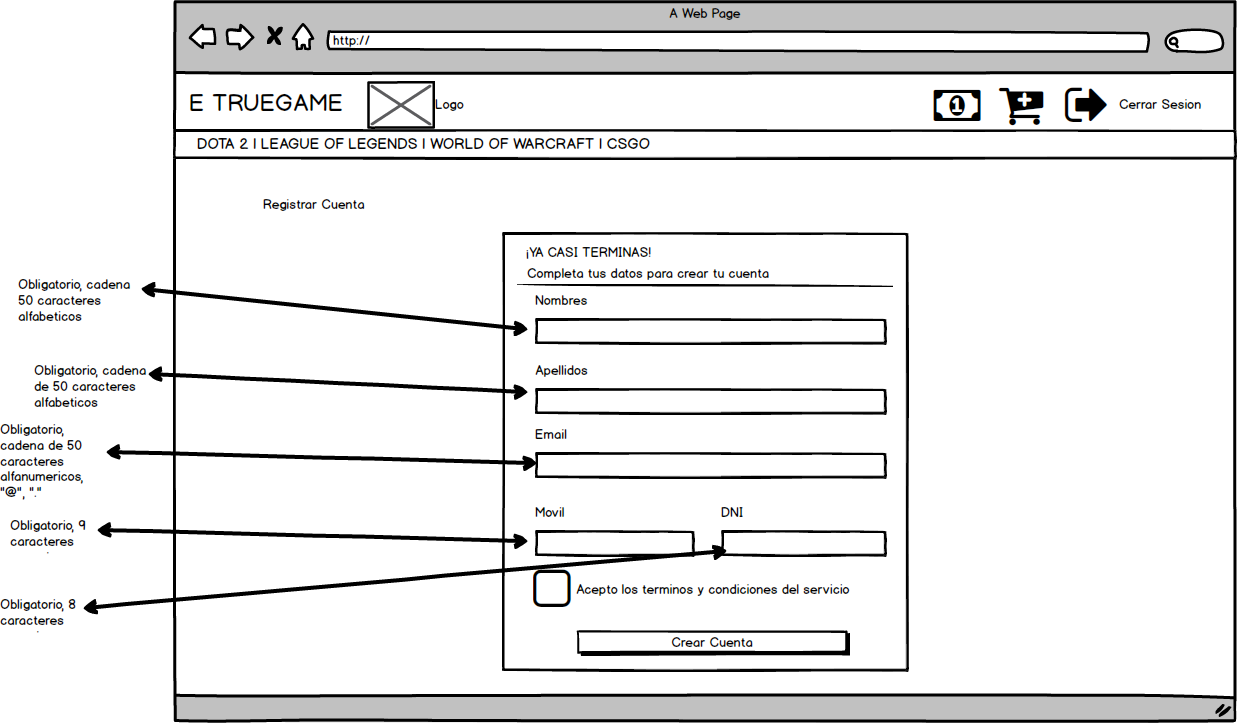 A Web Page
http://
E TRUEGAME
Logo
1
Cerrar Sesion
DOTA 2 I LEAGUE OF LEGENDS I WORLD OF WARCRAFT I CSGO
Registrar Cuenta
¡YA CASI TERMINAS!
Completa tus datos para crear tu cuenta
Obligatorio, cadena
50 caracteres
alfabeticos
Nombres
Obligatorio, cadena
de 50 caracteres
alfabeticos
Apellidos
Obligatorio,
cadena de 50
caracteres
alfanumericos,
"@", "."
Email
Obligatorio, 9
caracteres
Movil
DNI
Obligatorio, 8
caracteres
Acepto los terminos y condiciones del servicio
Crear Cuenta